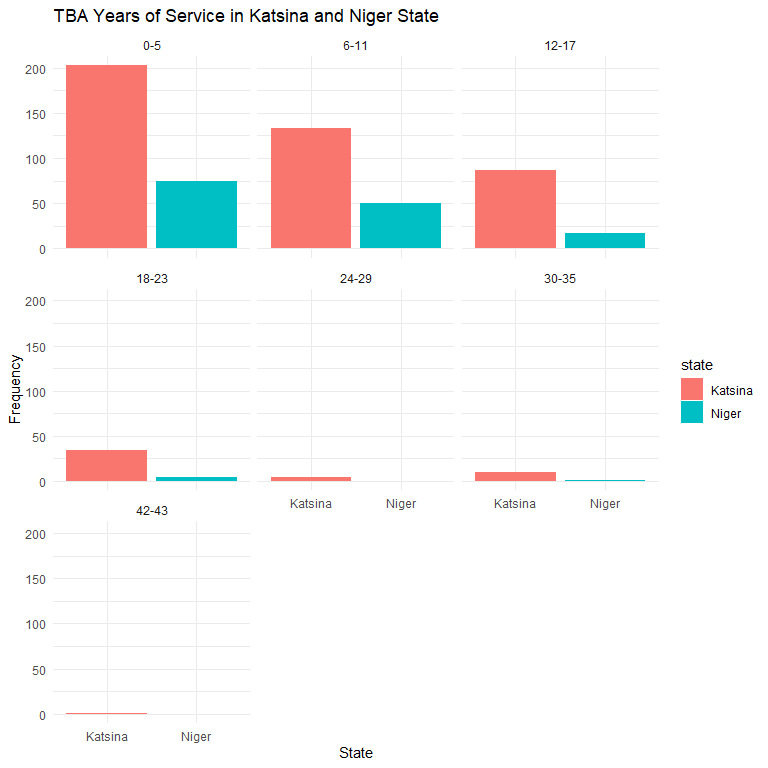 TBA Years of Service in Katsina and Niger State
0-5
6-11
12-17
200
150
100
50
0
18-23
24-29
30-35
200
150
100
50
0
Katsina
Niger
Katsina
Niger
42-43
200
150
100
50
0
Katsina
Niger
State
Frequency
state
Katsina
Niger